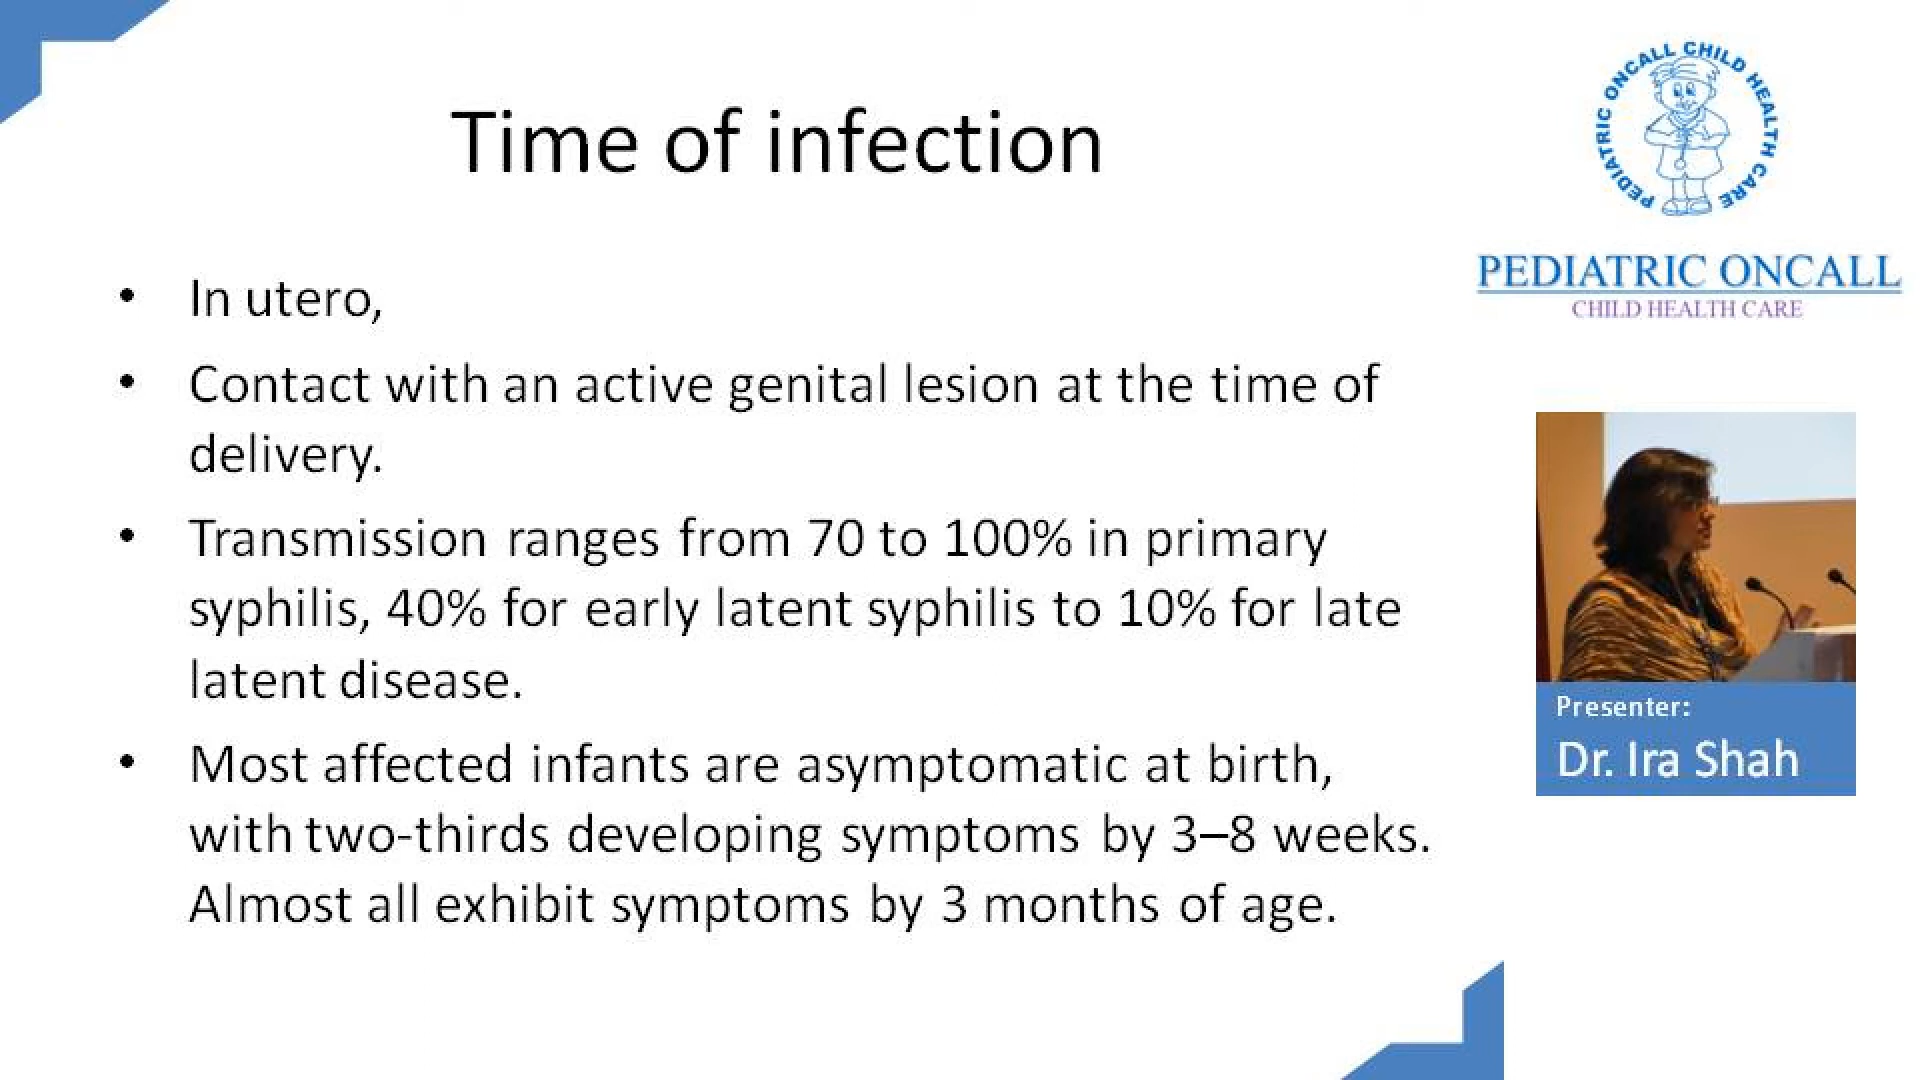 Time of infection
• In utero,
• Contact with an active genital lesion at the time of
delivery.
• Transmission ranges from 70 to 100% in primary
syphilis, 40% for early latent syphilis to 10% for late
latent disease.
• Most affected infants are asymptomatic at birth,
with two-thirds developing symptoms by 3–8 weeks.
Almost all exhibit symptoms by 3 months of age.
PEDIATRIC ONCALL CHILD HEALTH CARE
PEDIATRIC ONCALL
CHILD HEALTH CARE
Presenter:
Dr. Ira Shah